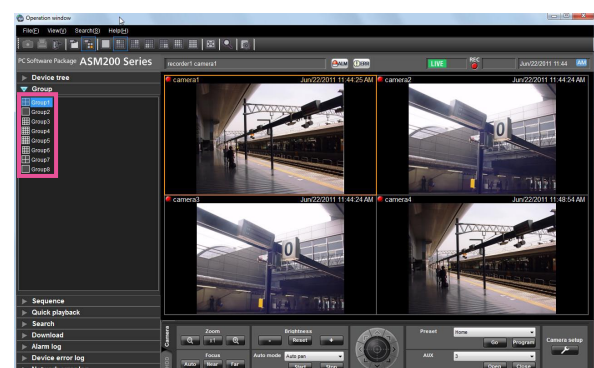 Operation window
File(F) View(V) Search(S) Help(H)
PC Software Package ASM200 Series
recorder1 camera1
ALM
ERR
LIVE
REC
Jun/22/2011 11:44 AM
Device tree
Group
Group1
Group2
Group3
Group4
Group5
Group6
Group7
Group8
camera1 Jun/22/2011 11:44:25 AM
camera2 Jun/22/2011 11:44:24 AM
camera3 Jun/22/2011 11:44:24 AM
camera4 Jun/22/2011 11:48:54 AM
Sequence
Quick playback
Search
Download
Alarm log
Device error log
Camera
Zoom
1:1
Brightness
- Reset +
Focus
Auto Near Far
Auto mode Auto pan
Start Stop
Preset Home
Go Program
AUX 3
Open Close
Camera setup